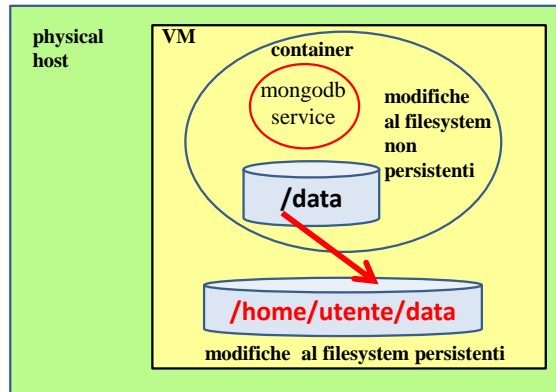 physical
host
VM
container
mongodb
service
modifiche
al filesystem
non
persistenti
/data
/home/utente/data
modifiche al filesystem persistenti